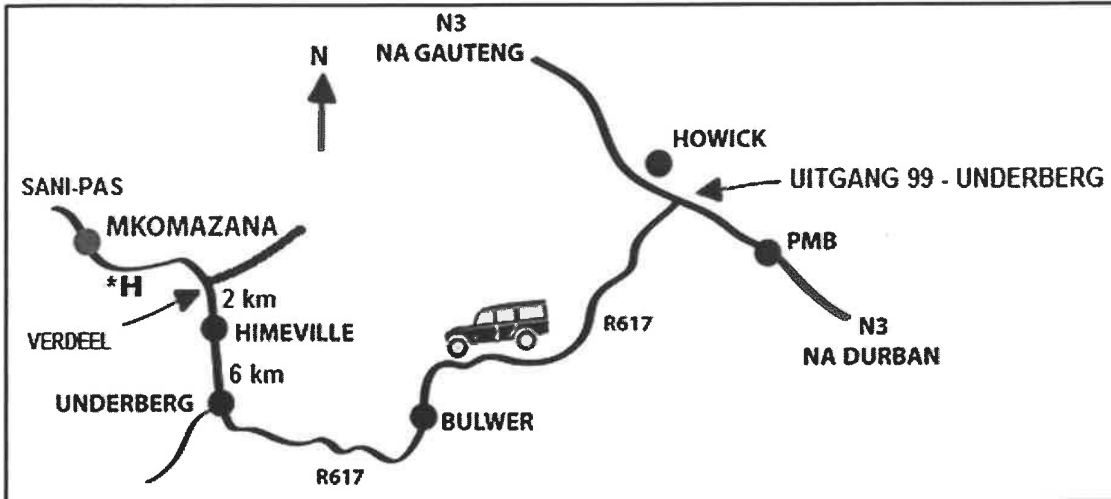 N3
NA GAUTENG
N
HOWICK
UITGANG 99 - UNDERBERG
SANI-PAS
MKOMAZANA
PMB
*H
2 km
VERDEEL
HIMEVILLE
R617
N3
NA DURBAN
6 km
UNDERBERG
BULWER
R617